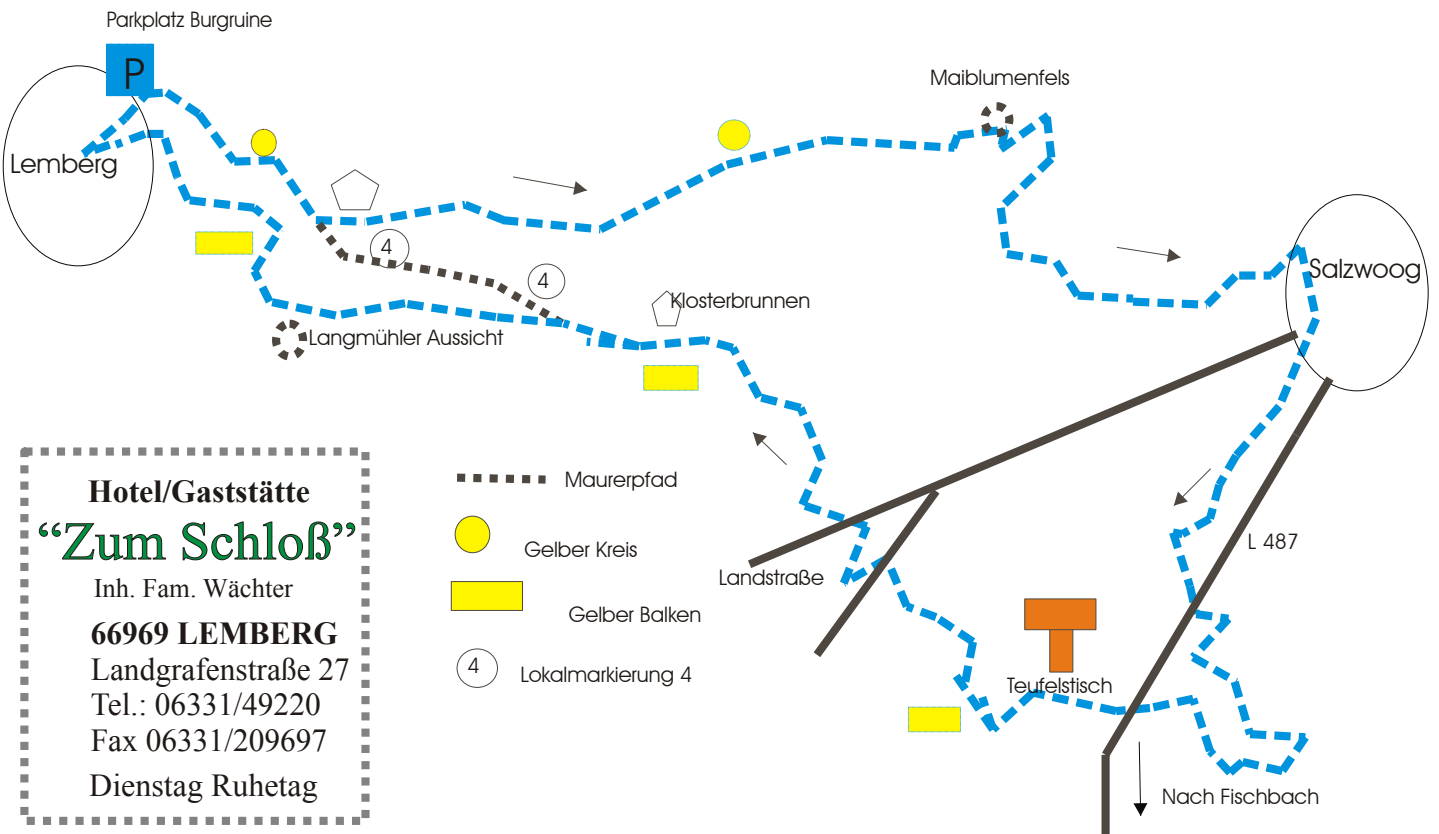 Parkplatz Burgruine
P
Lemberg
Maiblumenfels
Salzwoog
4
4
Klosterbrunnen
Langmühler Aussicht
Landstraße
L 487
Teufelstisch
Nach Fischbach
Maurerpfad
Gelber Kreis
Gelber Balken
4 Lokalmarkierung 4
Hotel/Gaststätte
“Zum Schloß”
Inh. Fam. Wächter
66969 LEMBERG
Landgrafenstraße 27
Tel.: 06331/49220
Fax 06331/209697
Dienstag Ruhetag